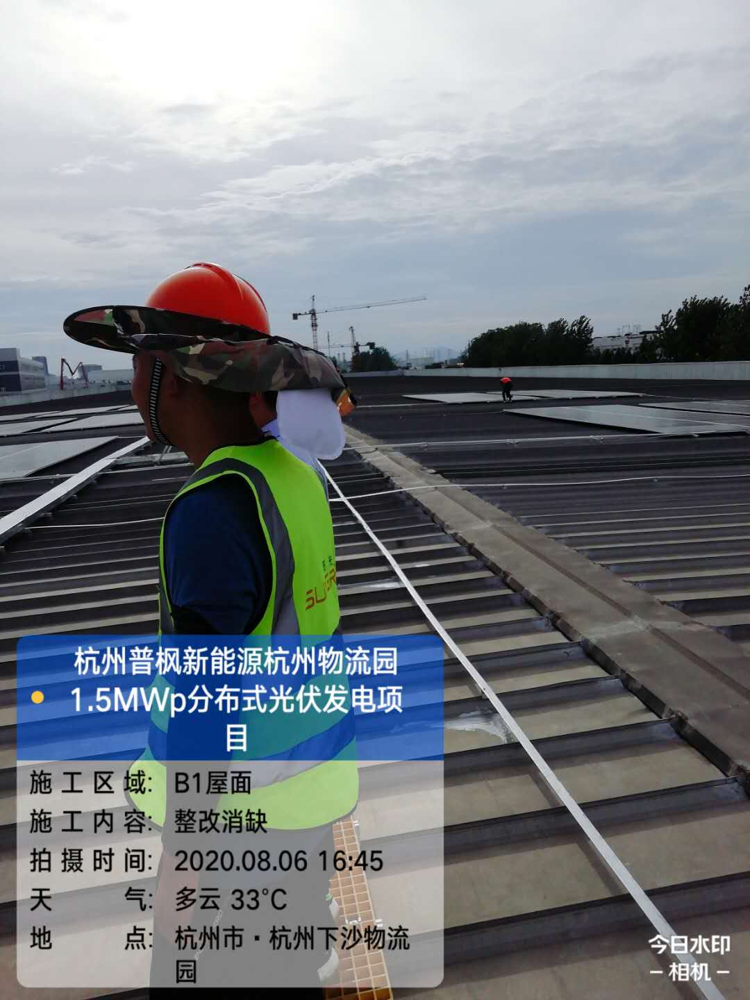 杭州普枫新能源杭州物流园
1.5MWp分布式光伏发电项
目
施工区域: B1屋面
施工内容: 整改消缺
拍摄时间: 2020.08.06 16:45
天气: 多云 33°C
地点: 杭州市·杭州下沙物流
园
今日水印
-相机-